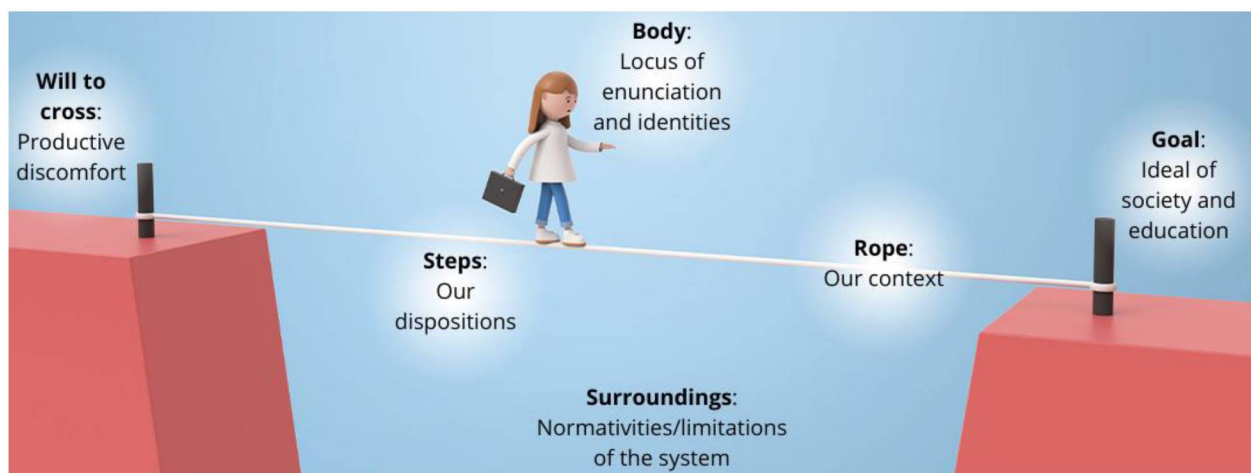 Will to
cross:
Productive
discomfort
Body:
Locus of
enunciation
and identities
Goal:
Ideal of
society and
education
Steps:
Our
dispositions
Rope:
Our context
Surroundings:
Normativities/limitations
of the system